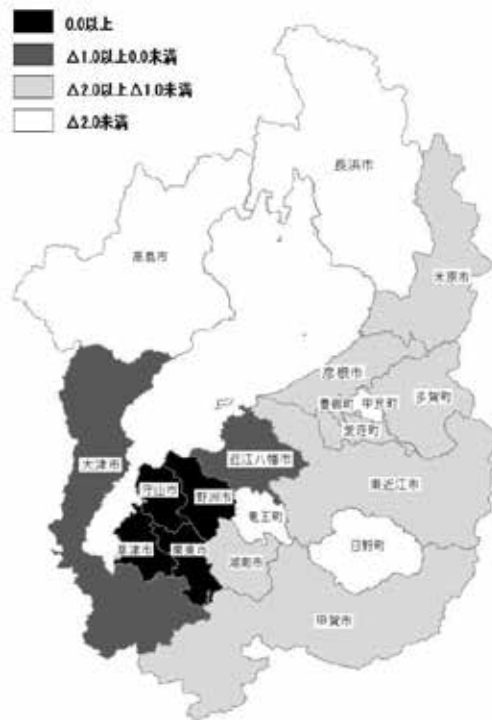 0.0以上
△1.0以上0.0未満
△2.0以上△1.0未満
△2.0未満
長浜市
高島市
米原市
彦根市
多賀町
豊郷町
甲良町
愛荘町
大津市
近江八幡市
守山市
野洲市
東近江市
竜王町
草津市
栗東市
湖南市
日野町
甲賀市